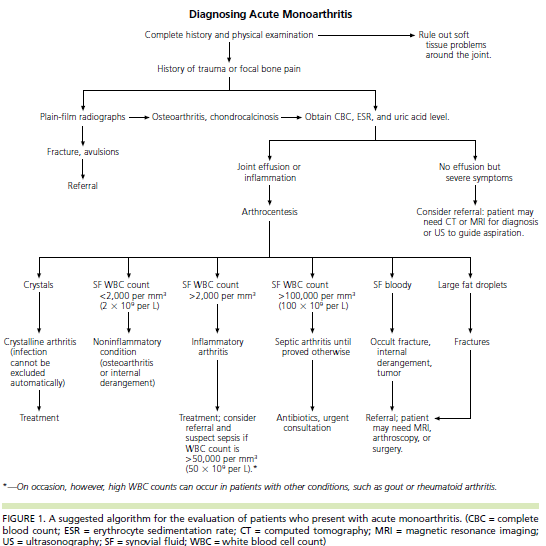 Diagnosing Acute Monoarthritis
Complete history and physical examination
Rule out soft
tissue problems
around the joint.
History of trauma or focal bone pain
Plain-film radiographs
Osteoarthritis, chondrocalcinosis
Obtain CBC, ESR, and uric acid level.
Fracture, avulsions
Referral
Joint effusion or
inflammation
No effusion but
severe symptoms
Arthrocentesis
Consider referral: patient may
need CT or MRI for diagnosis
or US to guide aspiration.
Crystals
SF WBC count
<2,000 per mm³
(2 × 10⁹ per L)
SF WBC count
>2,000 per mm³
SF WBC count
>100,000 per mm³
(100 × 10⁹ per L)
SF bloody
Large fat droplets
Crystalline arthritis
(infection
cannot be
excluded
automatically)
Noninflammatory
condition
(osteoarthritis
or internal
derangement)
Inflammatory
arthritis
Septic arthritis until
proved otherwise
Occult fracture,
internal
derangement,
tumor
Fractures
Treatment
Treatment; consider
referral and
suspect sepsis if
WBC count is
>50,000 per mm³
(50 × 10⁹ per L).*
Antibiotics, urgent
consultation
Referral; patient
may need MRI,
arthroscopy, or
surgery.
*—On occasion, however, high WBC counts can occur in patients with other conditions, such as gout or rheumatoid arthritis.
FIGURE 1. A suggested algorithm for the evaluation of patients who present with acute monoarthritis. (CBC = complete
blood count; ESR = erythrocyte sedimentation rate; CT = computed tomography; MRI = magnetic resonance imaging;
US = ultrasonography; SF = synovial fluid; WBC = white blood cell count)